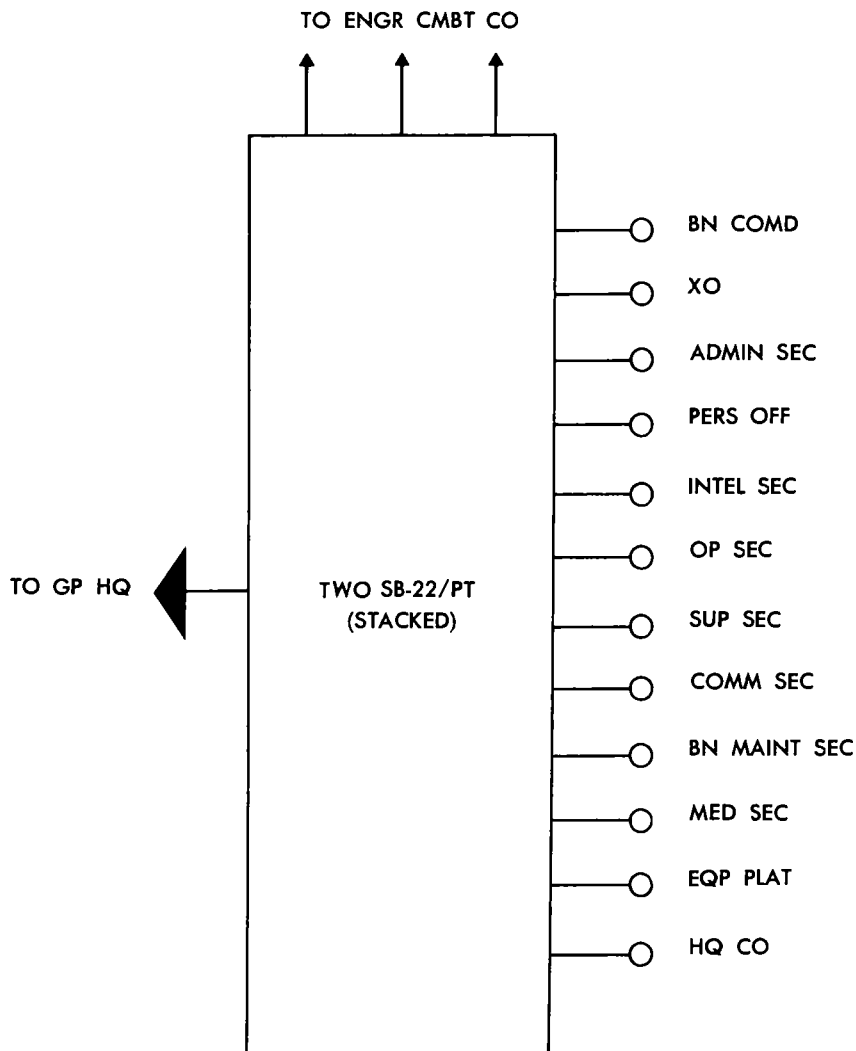 TO ENGR CMBT CO
BN COMD
XO
ADMIN SEC
PERS OFF
INTEL SEC
OP SEC
TO GP HQ
TWO SB-22/PT
(STACKED)
SUP SEC
COMM SEC
BN MAINT SEC
MED SEC
EQP PLAT
HQ CO